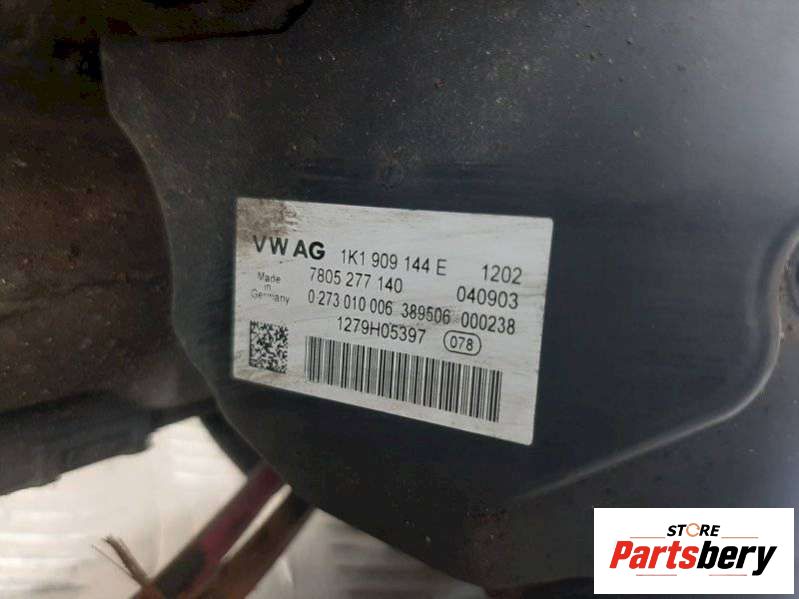 VW AG 1K1 909 144 E 1202
Made in Germany 7805 277 140 040903
0 273 010 006 389506 000238
1279H05397 078
STORE
Partsbery